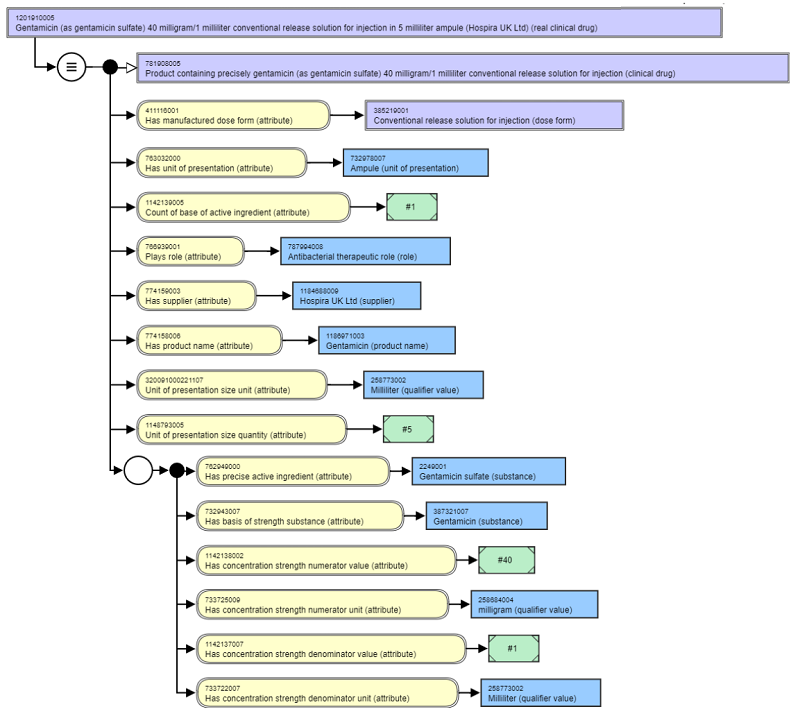 1201910005
Gentamicin (as gentamicin sulfate) 40 milligram/1 milliliter conventional release solution for injection in 5 milliliter ampule (Hospira UK Ltd) (real clinical drug)
781908005
Product containing precisely gentamicin (as gentamicin sulfate) 40 milligram/1 milliliter conventional release solution for injection (clinical drug)
411116001
Has manufactured dose form (attribute)
385219001
Conventional release solution for injection (dose form)
763032000
Has unit of presentation (attribute)
732978007
Ampule (unit of presentation)
1142139005
Count of base of active ingredient (attribute)
#1
766939001
Plays role (attribute)
787994008
Antibacterial therapeutic role (role)
774159003
Has supplier (attribute)
1184688009
Hospira UK Ltd (supplier)
774158006
Has product name (attribute)
1186971003
Gentamicin (product name)
320091000221107
Unit of presentation size unit (attribute)
258773002
Milliliter (qualifier value)
1148793005
Unit of presentation size quantity (attribute)
#5
762949000
Has precise active ingredient (attribute)
2249001
Gentamicin sulfate (substance)
732943007
Has basis of strength substance (attribute)
387321007
Gentamicin (substance)
1142138002
Has concentration strength numerator value (attribute)
#40
733725009
Has concentration strength numerator unit (attribute)
258684004
milligram (qualifier value)
1142137007
Has concentration strength denominator value (attribute)
#1
733722007
Has concentration strength denominator unit (attribute)
258773002
Milliliter (qualifier value)